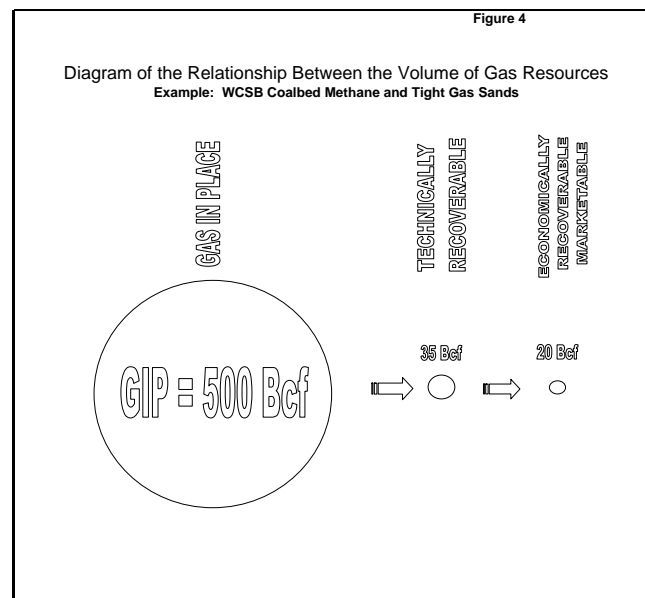 Figure 4
Diagram of the Relationship Between the Volume of Gas Resources
Example: WCSB Coalbed Methane and Tight Gas Sands
GAS IN PLACE
TECHNICALLY
RECOVERABLE
ECONOMICALLY
RECOVERABLE
MARKETABLE
GIP = 500 Bcf
35 Bcf
20 Bcf